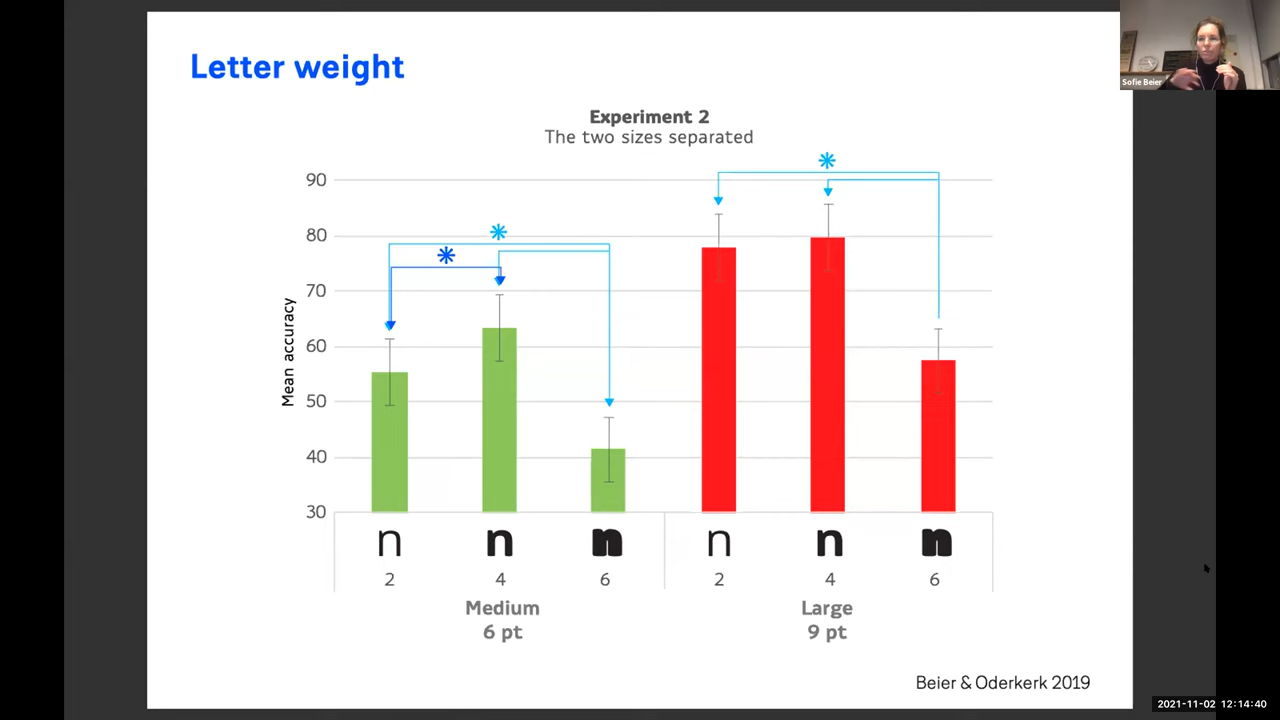 Letter weight
Sofie Beier
Experiment 2
The two sizes separated
*
*
*
90
80
70
60
50
40
30
Mean accuracy
n n n n n n
2 4 6 2 4 6
Medium Large
6 pt 9 pt
Beier & Oderkerk 2019
2021-11-02 12:14:40